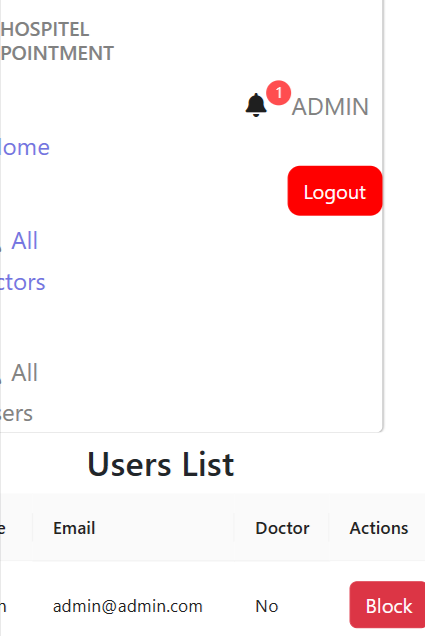 HOSPITEL
POINTMENT
1
ADMIN
ome
Logout
All
ctors
All
sers
Users List
e Email Doctor Actions
n admin@admin.com No Block